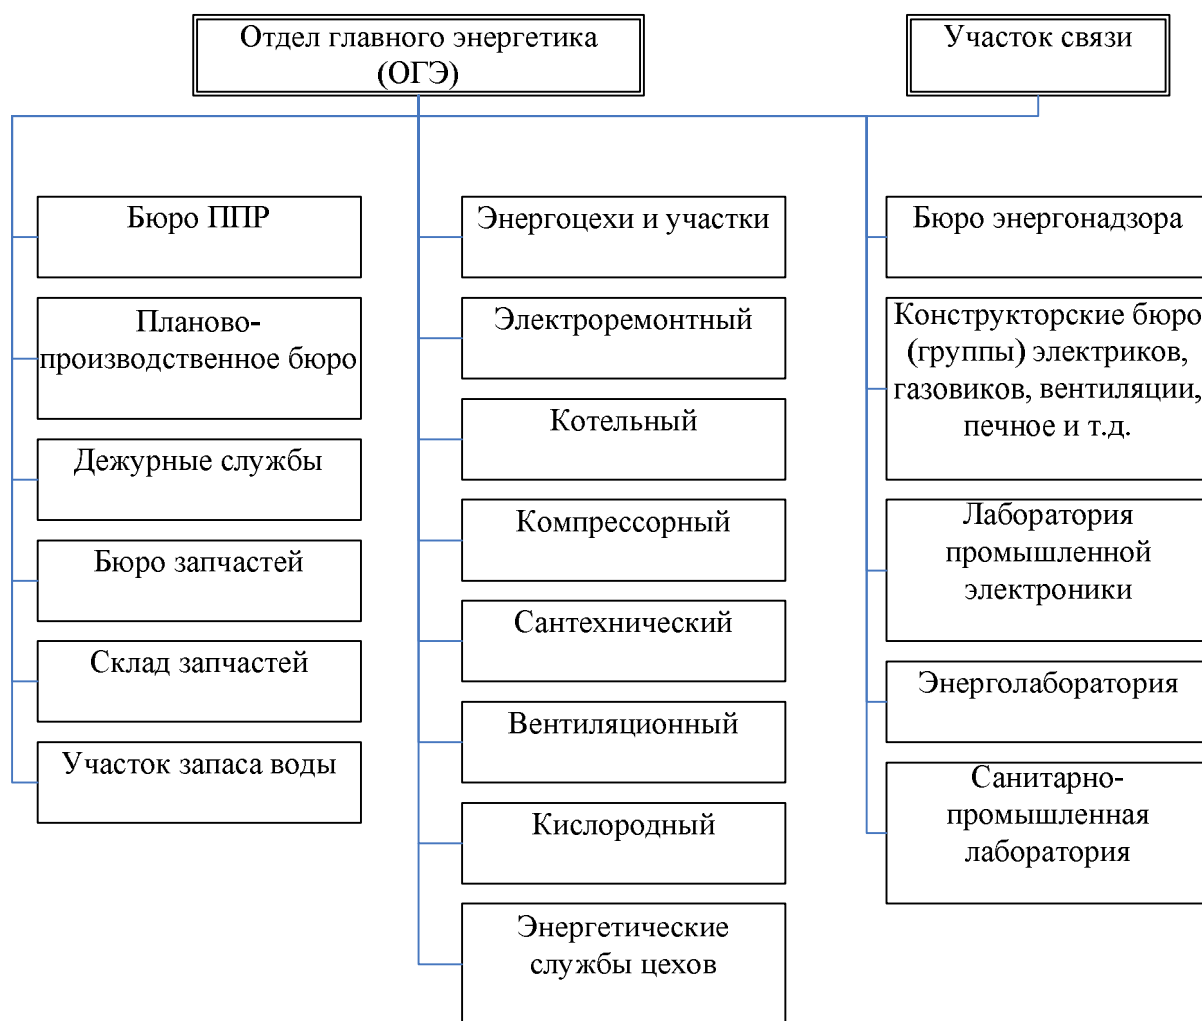 Отдел главного энергетика
(ОГЭ)
Участок связи
Бюро ППР
Планово-
производственное бюро
Дежурные службы
Бюро запчастей
Склад запчастей
Участок запаса воды
Энергоцехи и участки
Электроремонтный
Котельный
Компрессорный
Сантехнический
Вентиляционный
Кислородный
Энергетические
службы цехов
Бюро энергонадзора
Конструкторские бюро
(группы) электриков,
газовиков, вентиляции,
печное и т.д.
Лаборатория
промышленной
электроники
Энерголаборатория
Санитарно-
промышленная
лаборатория